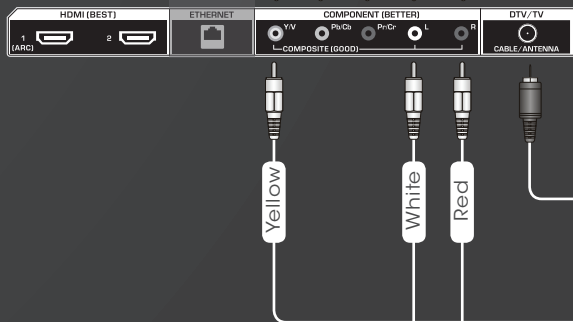 HDMI (BEST)
ETHERNET
COMPONENT (BETTER)
DTV/TV
1
(ARC)
2
Y/V
Pb/Cb
Pr/Cr
L
R
COMPOSITE (GOOD)
CABLE/ANTENNA
Yellow
White
Red